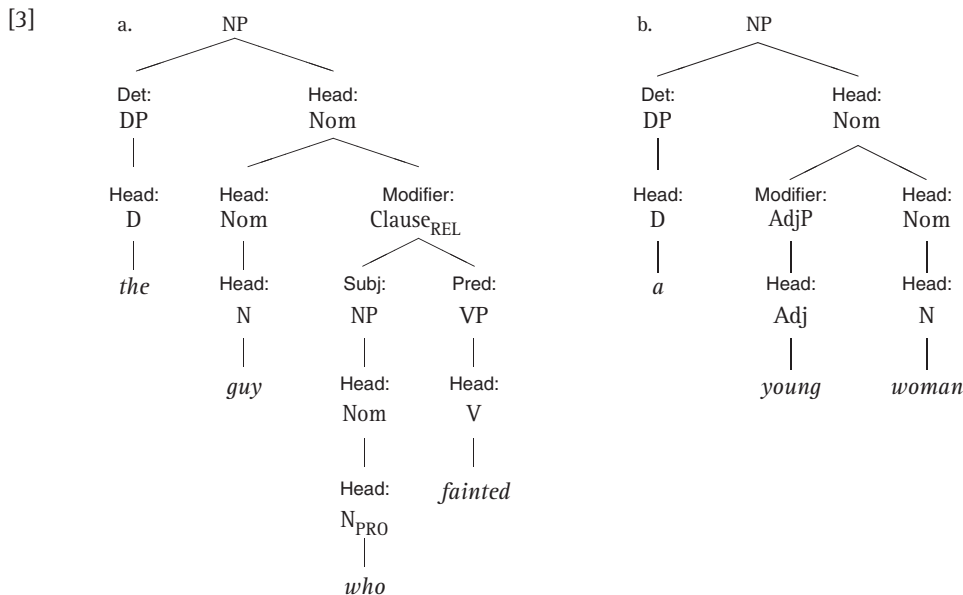 [3] a. NP b. NP
Det: Head: Det: Head:
DP Nom DP Nom
Head: Head: Modifier: Head: Modifier: Head:
D Nom Clause_REL D AdjP Nom
the Head: Subj: Pred: a Head: Head:
N NP VP Adj N
guy Head: Head: young woman
Nom V
Head: fainted
N_PRO
who